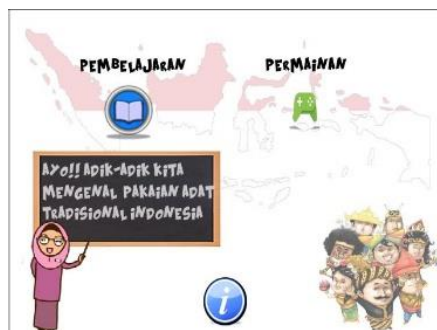 PEMBELAJARAN
PERMAINAN
AYO!! ADIK-ADIK KITA
MENGENAL PAKAIAN ADAT
TRADISIONAL INDONESIA
i